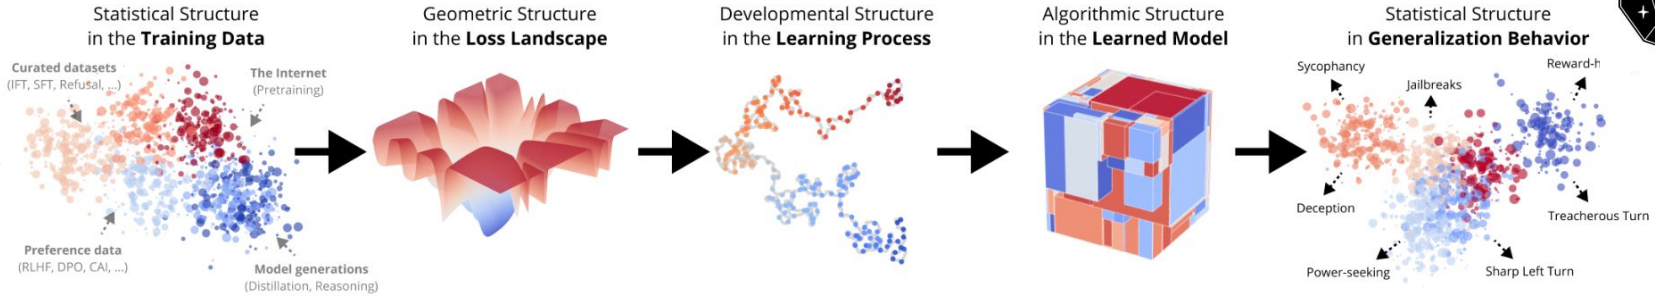 Statistical Structure
in the Training Data
Curated datasets
(IFT, SFT, Refusal, ...)
The Internet
(Pretraining)
Preference data
(RLHF, DPO, CAI, ...)
Model generations
(Distillation, Reasoning)
Geometric Structure
in the Loss Landscape
Developmental Structure
in the Learning Process
Algorithmic Structure
in the Learned Model
Statistical Structure
in Generalization Behavior
Sycophancy
Jailbreaks
Reward-h
Deception
Treacherous Turn
Power-seeking
Sharp Left Turn